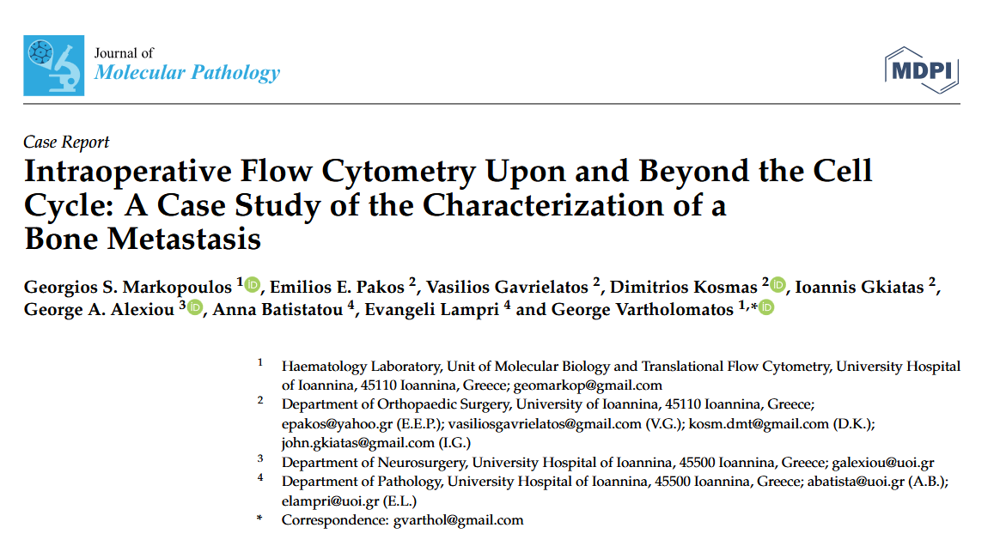 Journal of
Molecular Pathology
MDPI
Case Report
Intraoperative Flow Cytometry Upon and Beyond the Cell
Cycle: A Case Study of the Characterization of a
Bone Metastasis
Georgios S. Markopoulos 1 iD, Emilios E. Pakos 2, Vasilios Gavrielatos 2, Dimitrios Kosmas 2 iD, Ioannis Gkiatas 2,
George A. Alexiou 3 iD, Anna Batistatou 4, Evangeli Lampri 4 and George Vartholomatos 1,* iD
1 Haematology Laboratory, Unit of Molecular Biology and Translational Flow Cytometry, University Hospital
of Ioannina, 45110 Ioannina, Greece; geomarkop@gmail.com
2 Department of Orthopaedic Surgery, University of Ioannina, 45110 Ioannina, Greece;
epakos@yahoo.gr (E.E.P.); vasiliosgavrielatos@gmail.com (V.G.); kosm.dmt@gmail.com (D.K.);
john.gkiatas@gmail.com (I.G.)
3 Department of Neurosurgery, University Hospital of Ioannina, 45500 Ioannina, Greece; galexiou@uoi.gr
4 Department of Pathology, University Hospital of Ioannina, 45500 Ioannina, Greece; abatista@uoi.gr (A.B.);
elampri@uoi.gr (E.L.)
* Correspondence: gvarthol@gmail.com